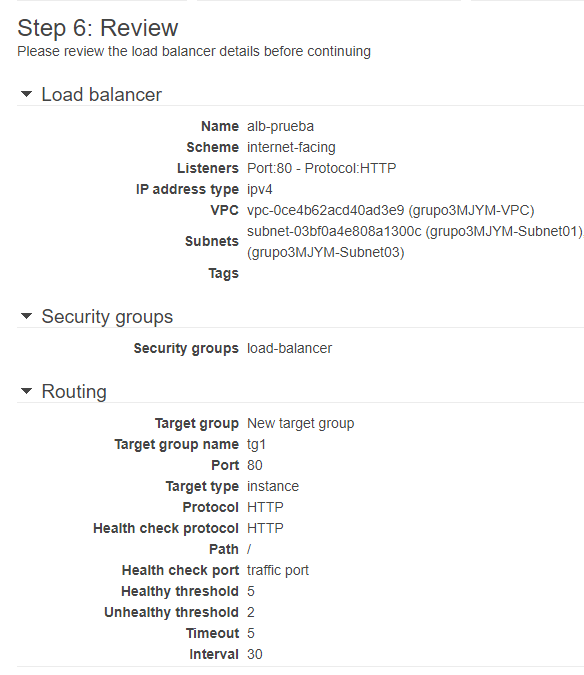 Step 6: Review
Please review the load balancer details before continuing
Load balancer
Name alb-prueba
Scheme internet-facing
Listeners Port:80 - Protocol:HTTP
IP address type ipv4
VPC vpc-0ce4b62acd40ad3e9 (grupo3MJYM-VPC)
Subnets subnet-03bf0a4e808a1300c (grupo3MJYM-Subnet01)
(grupo3MJYM-Subnet03)
Tags
Security groups
Security groups load-balancer
Routing
Target group New target group
Target group name tg1
Port 80
Target type instance
Protocol HTTP
Health check protocol HTTP
Path /
Health check port traffic port
Healthy threshold 5
Unhealthy threshold 2
Timeout 5
Interval 30